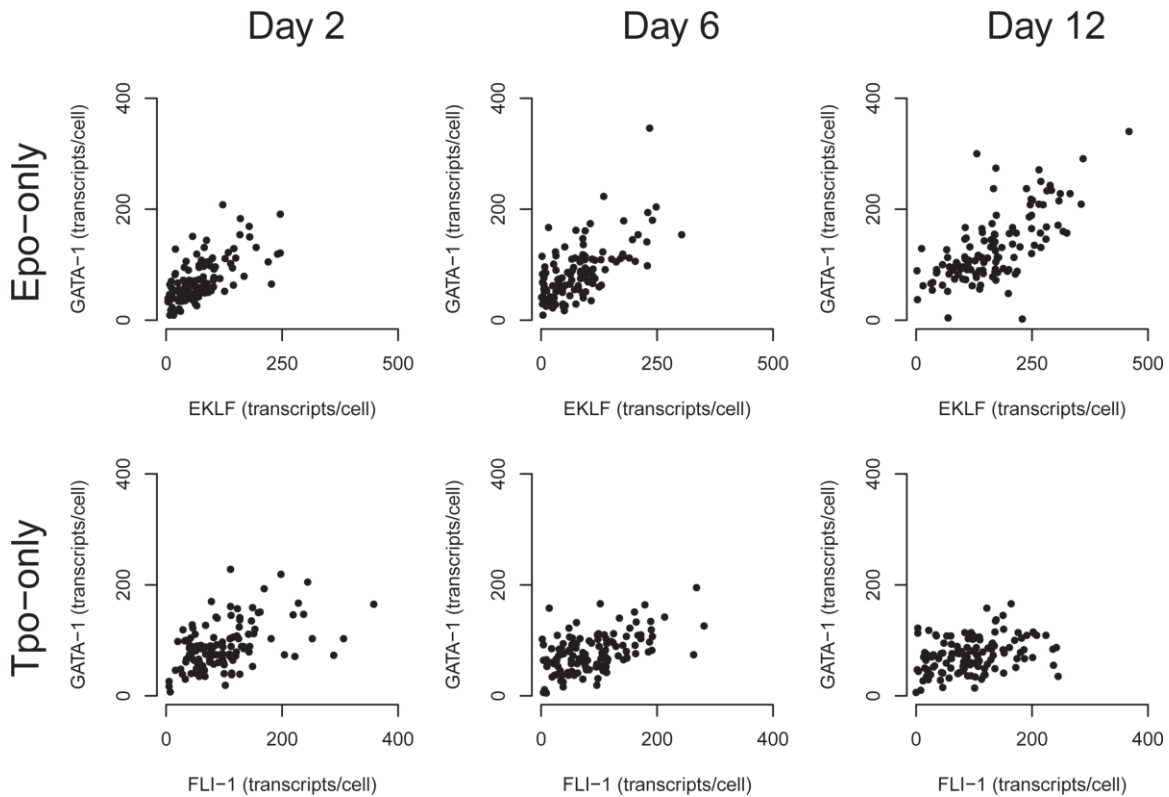 Day 2
Day 6
Day 12
Epo−only
GATA−1 (transcripts/cell)
0 200 400
0 250 500
EKLF (transcripts/cell)
GATA−1 (transcripts/cell)
0 200 400
0 250 500
EKLF (transcripts/cell)
GATA−1 (transcripts/cell)
0 200 400
0 250 500
EKLF (transcripts/cell)
Tpo−only
GATA−1 (transcripts/cell)
0 200 400
0 200 400
FLI−1 (transcripts/cell)
GATA−1 (transcripts/cell)
0 200 400
0 200 400
FLI−1 (transcripts/cell)
GATA−1 (transcripts/cell)
0 200 400
0 200 400
FLI−1 (transcripts/cell)